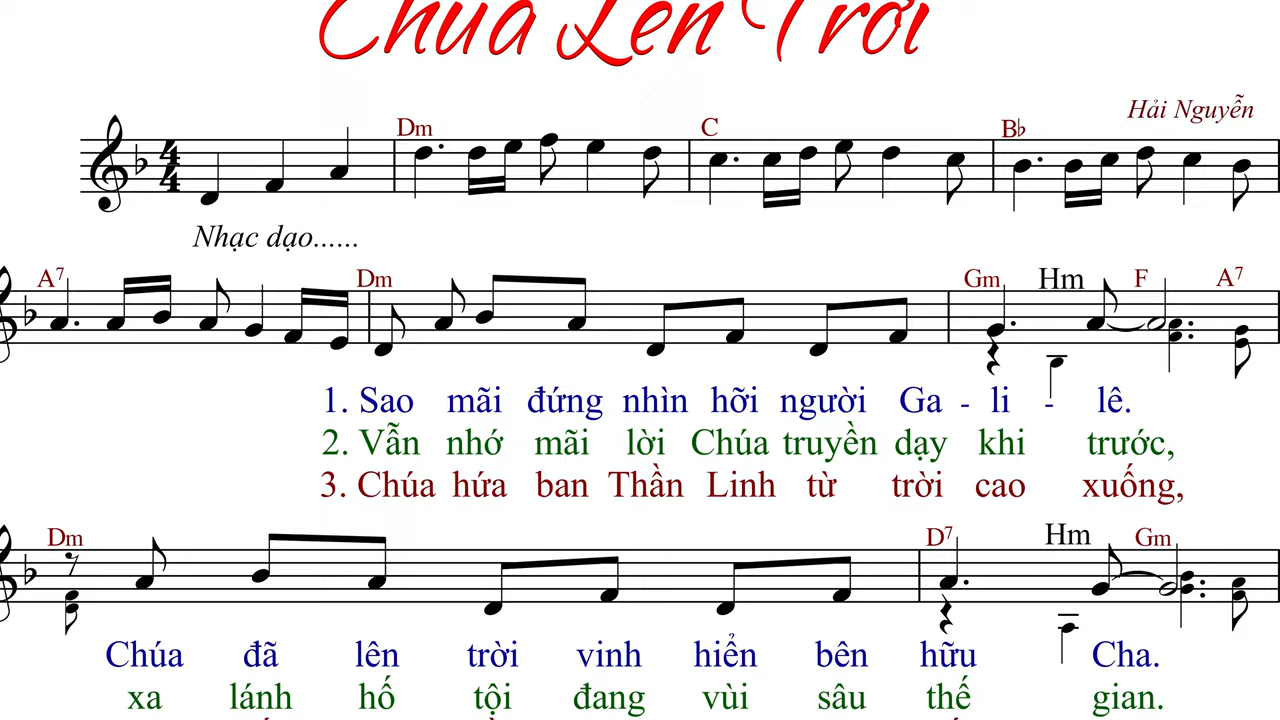 Chúa Lên Trời
Hải Nguyễn
Dm C B♭
Nhạc dạo......
A7 Dm Gm Hm F A7
1. Sao mãi đứng nhìn hỡi người Ga - li - lê.
2. Vẫn nhớ mãi lời Chúa truyền dạy khi trước,
3. Chúa hứa ban Thần Linh từ trời cao xuống,
Dm D7 Hm Gm
Chúa đã lên trời vinh hiển bên hữu Cha.
xa lánh hố tội đang vùi sâu thế gian.